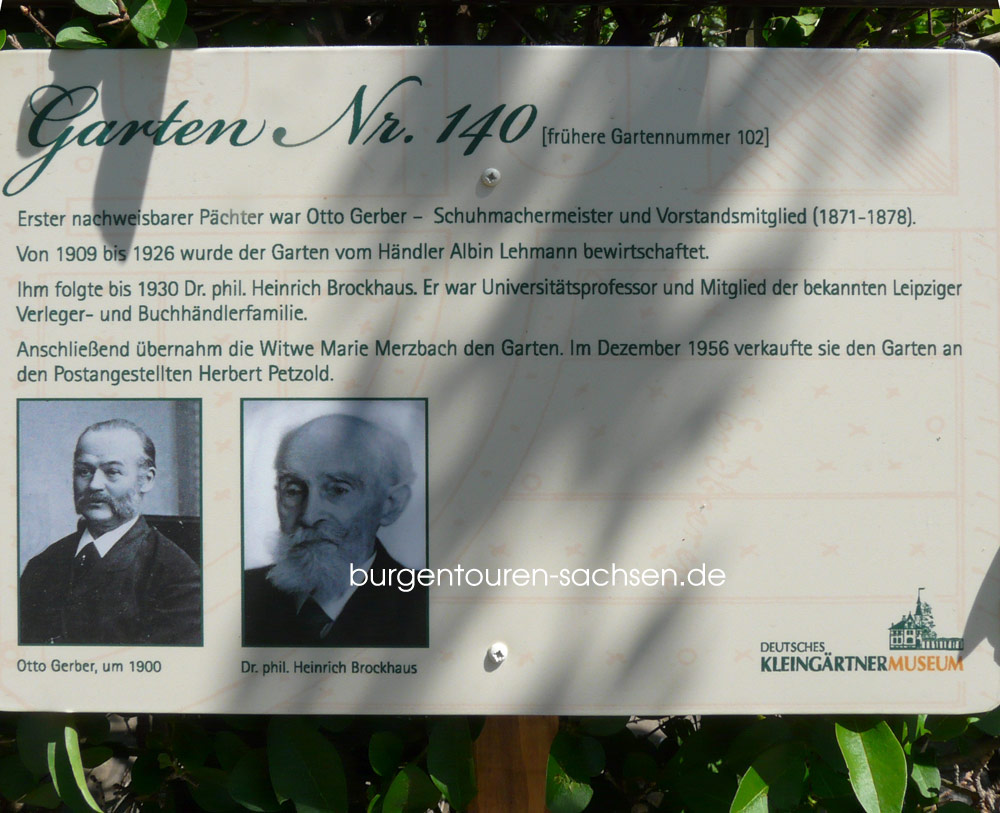 Garten Nr. 140 [frühere Gartennummer 102]
Erster nachweisbarer Pächter war Otto Gerber – Schuhmachermeister und Vorstandsmitglied (1871-1878).
Von 1909 bis 1926 wurde der Garten vom Händler Albin Lehmann bewirtschaftet.
Ihm folgte bis 1930 Dr. phil. Heinrich Brockhaus. Er war Universitätsprofessor und Mitglied der bekannten Leipziger
Verleger- und Buchhändlerfamilie.
Anschließend übernahm die Witwe Marie Merzbach den Garten. Im Dezember 1956 verkaufte sie den Garten an
den Postangestellten Herbert Petzold.
burgentouren-sachsen.de
Otto Gerber, um 1900
Dr. phil. Heinrich Brockhaus
DEUTSCHES
KLEINGÄRTNERMUSEUM